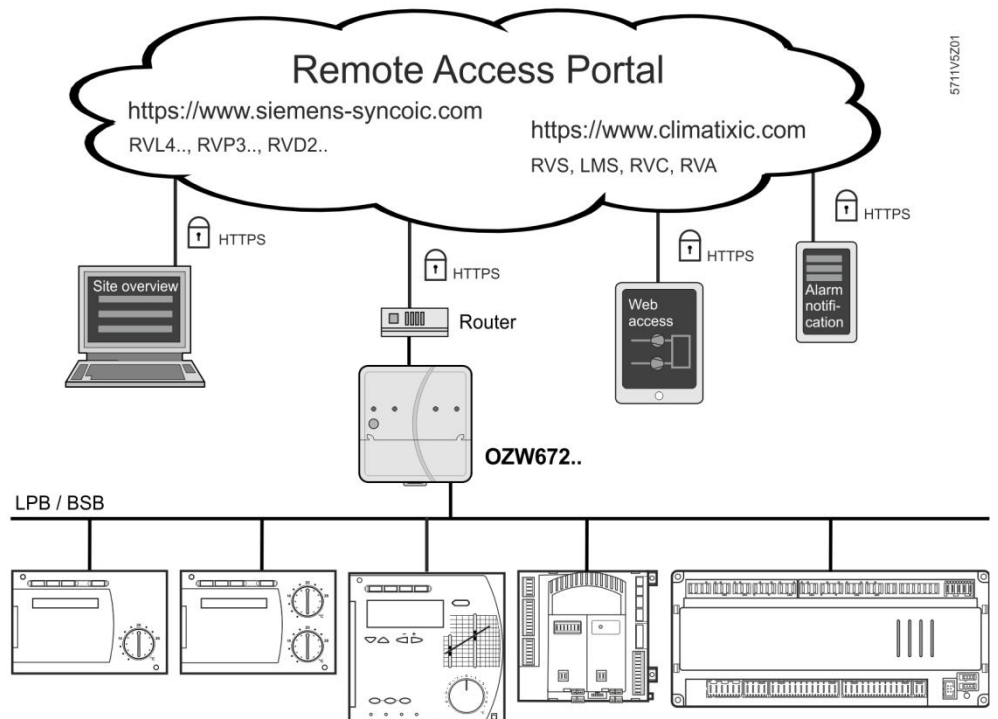 Remote Access Portal
https://www.siemens-syncoic.com
RVL4.., RVP3.., RVD2..
https://www.climatixic.com
RVS, LMS, RVC, RVA
5711V5Z01
HTTPS
HTTPS
HTTPS
HTTPS
Site overview
Router
Web
access
Alarm
notifi-
cation
OZW672..
LPB / BSB